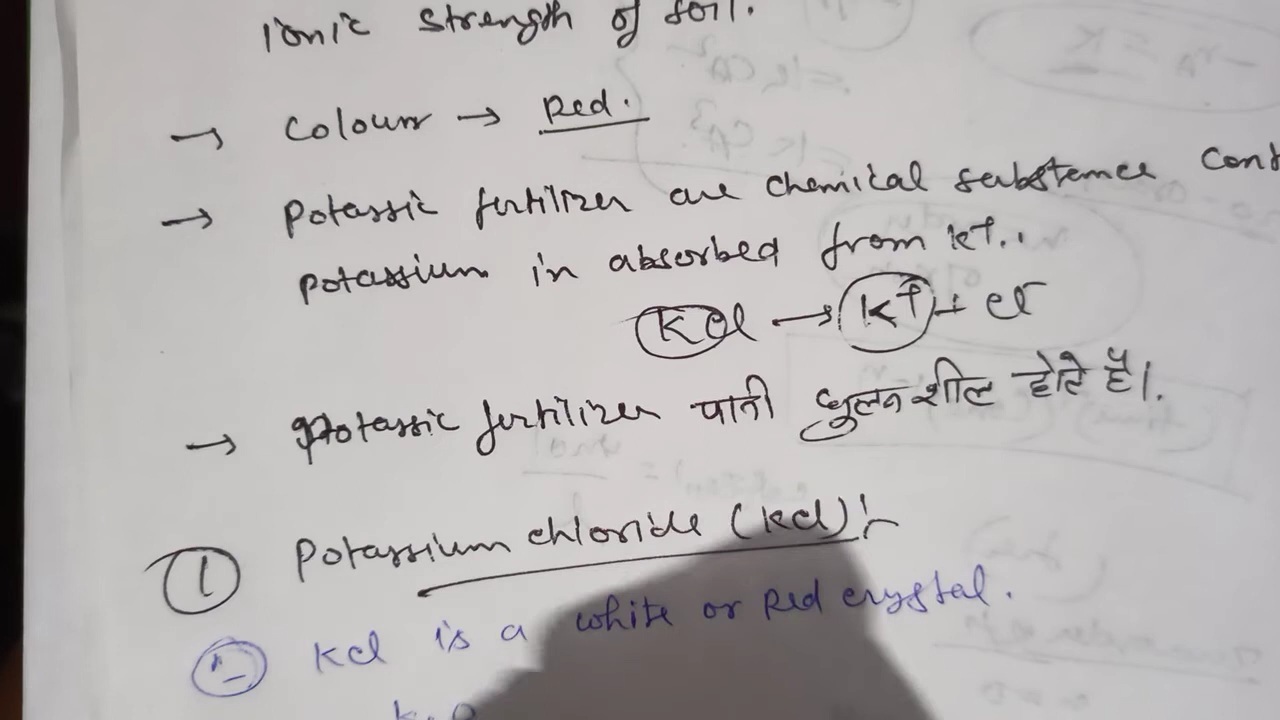 ionic strength of soil.
→ colour → Red.
→ potassic fertilizer are chemical substance
potassium in absorbed from K+..
KCl → K+ + Cl
→ potassic fertilizer पानी घुलनशील होते है।
① Potassium chloride (KCl):-
KCl is a white or Red crystal.